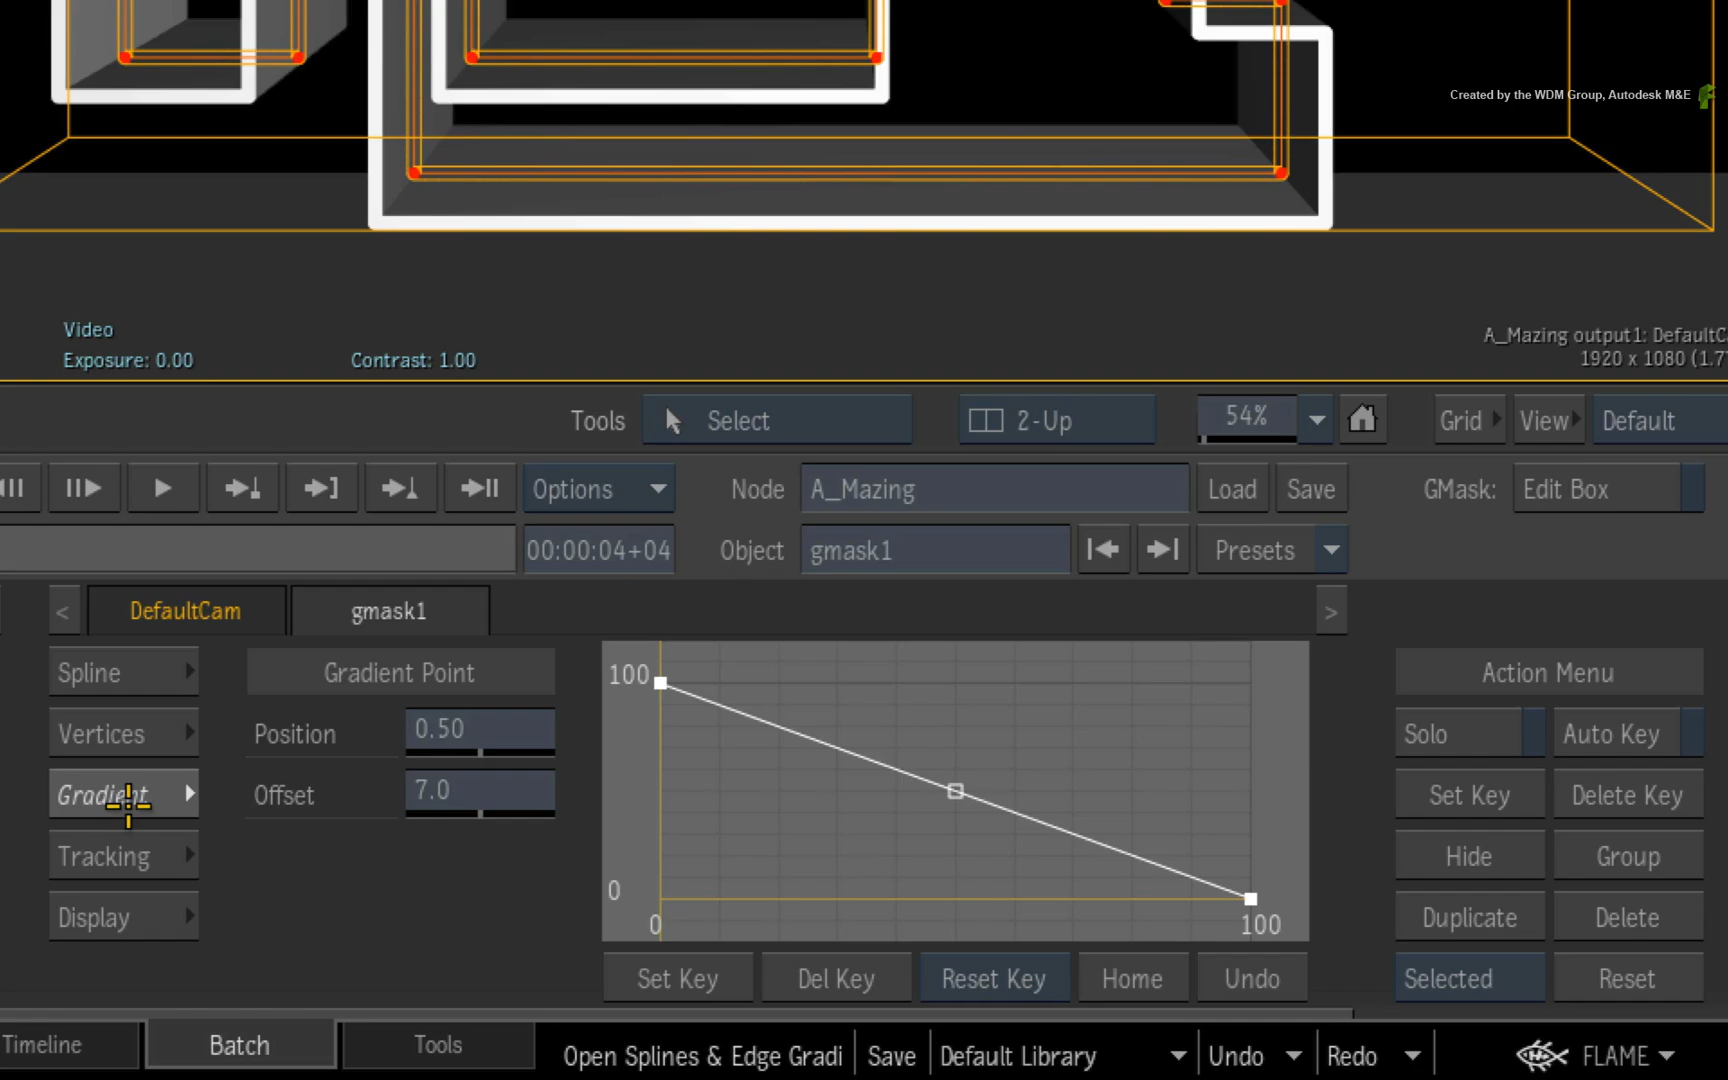 Created by the WDM Group, Autodesk M&E
Video
Exposure: 0.00 Contrast: 1.00
A_Mazing output1: DefaultC
1920 x 1080 (1.7
Tools Select 2-Up 54% Grid View Default
Options Node A_Mazing Load Save GMask: Edit Box
00:00:04+04 Object gmask1 Presets
< DefaultCam gmask1 >
Spline Gradient Point 100 Action Menu
Vertices Position 0.50 Solo Auto Key
Gradient Offset 7.0 Set Key Delete Key
Tracking Hide Group
Display 0 Duplicate Delete
0 100
Set Key Del Key Reset Key Home Undo Selected Reset
Timeline Batch Tools Open Splines & Edge Gradi Save Default Library Undo Redo FLAME